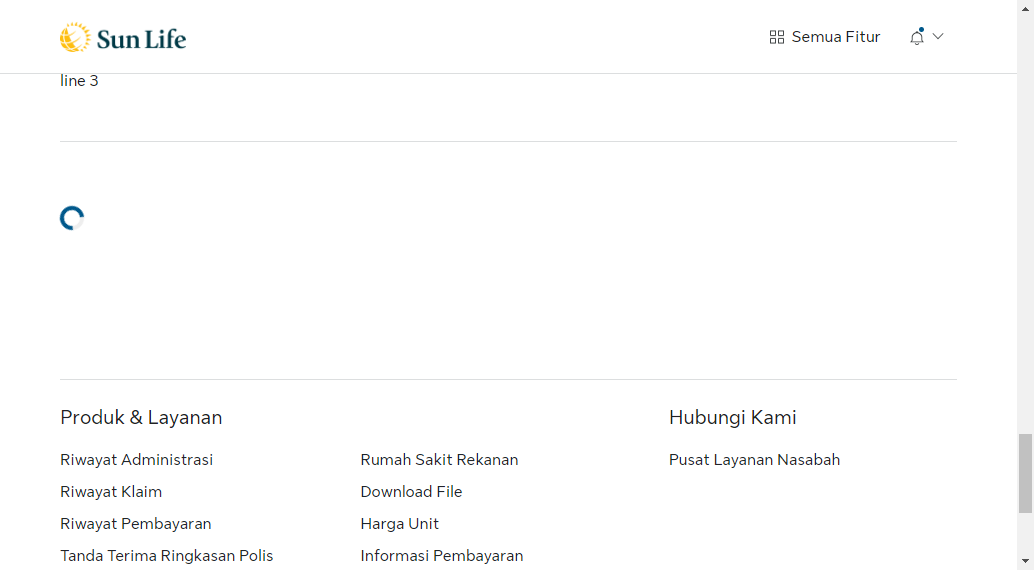 Sun Life
Semua Fitur
line 3
Produk & Layanan
Hubungi Kami
Riwayat Administrasi
Rumah Sakit Rekanan
Pusat Layanan Nasabah
Riwayat Klaim
Download File
Riwayat Pembayaran
Harga Unit
Tanda Terima Ringkasan Polis
Informasi Pembayaran